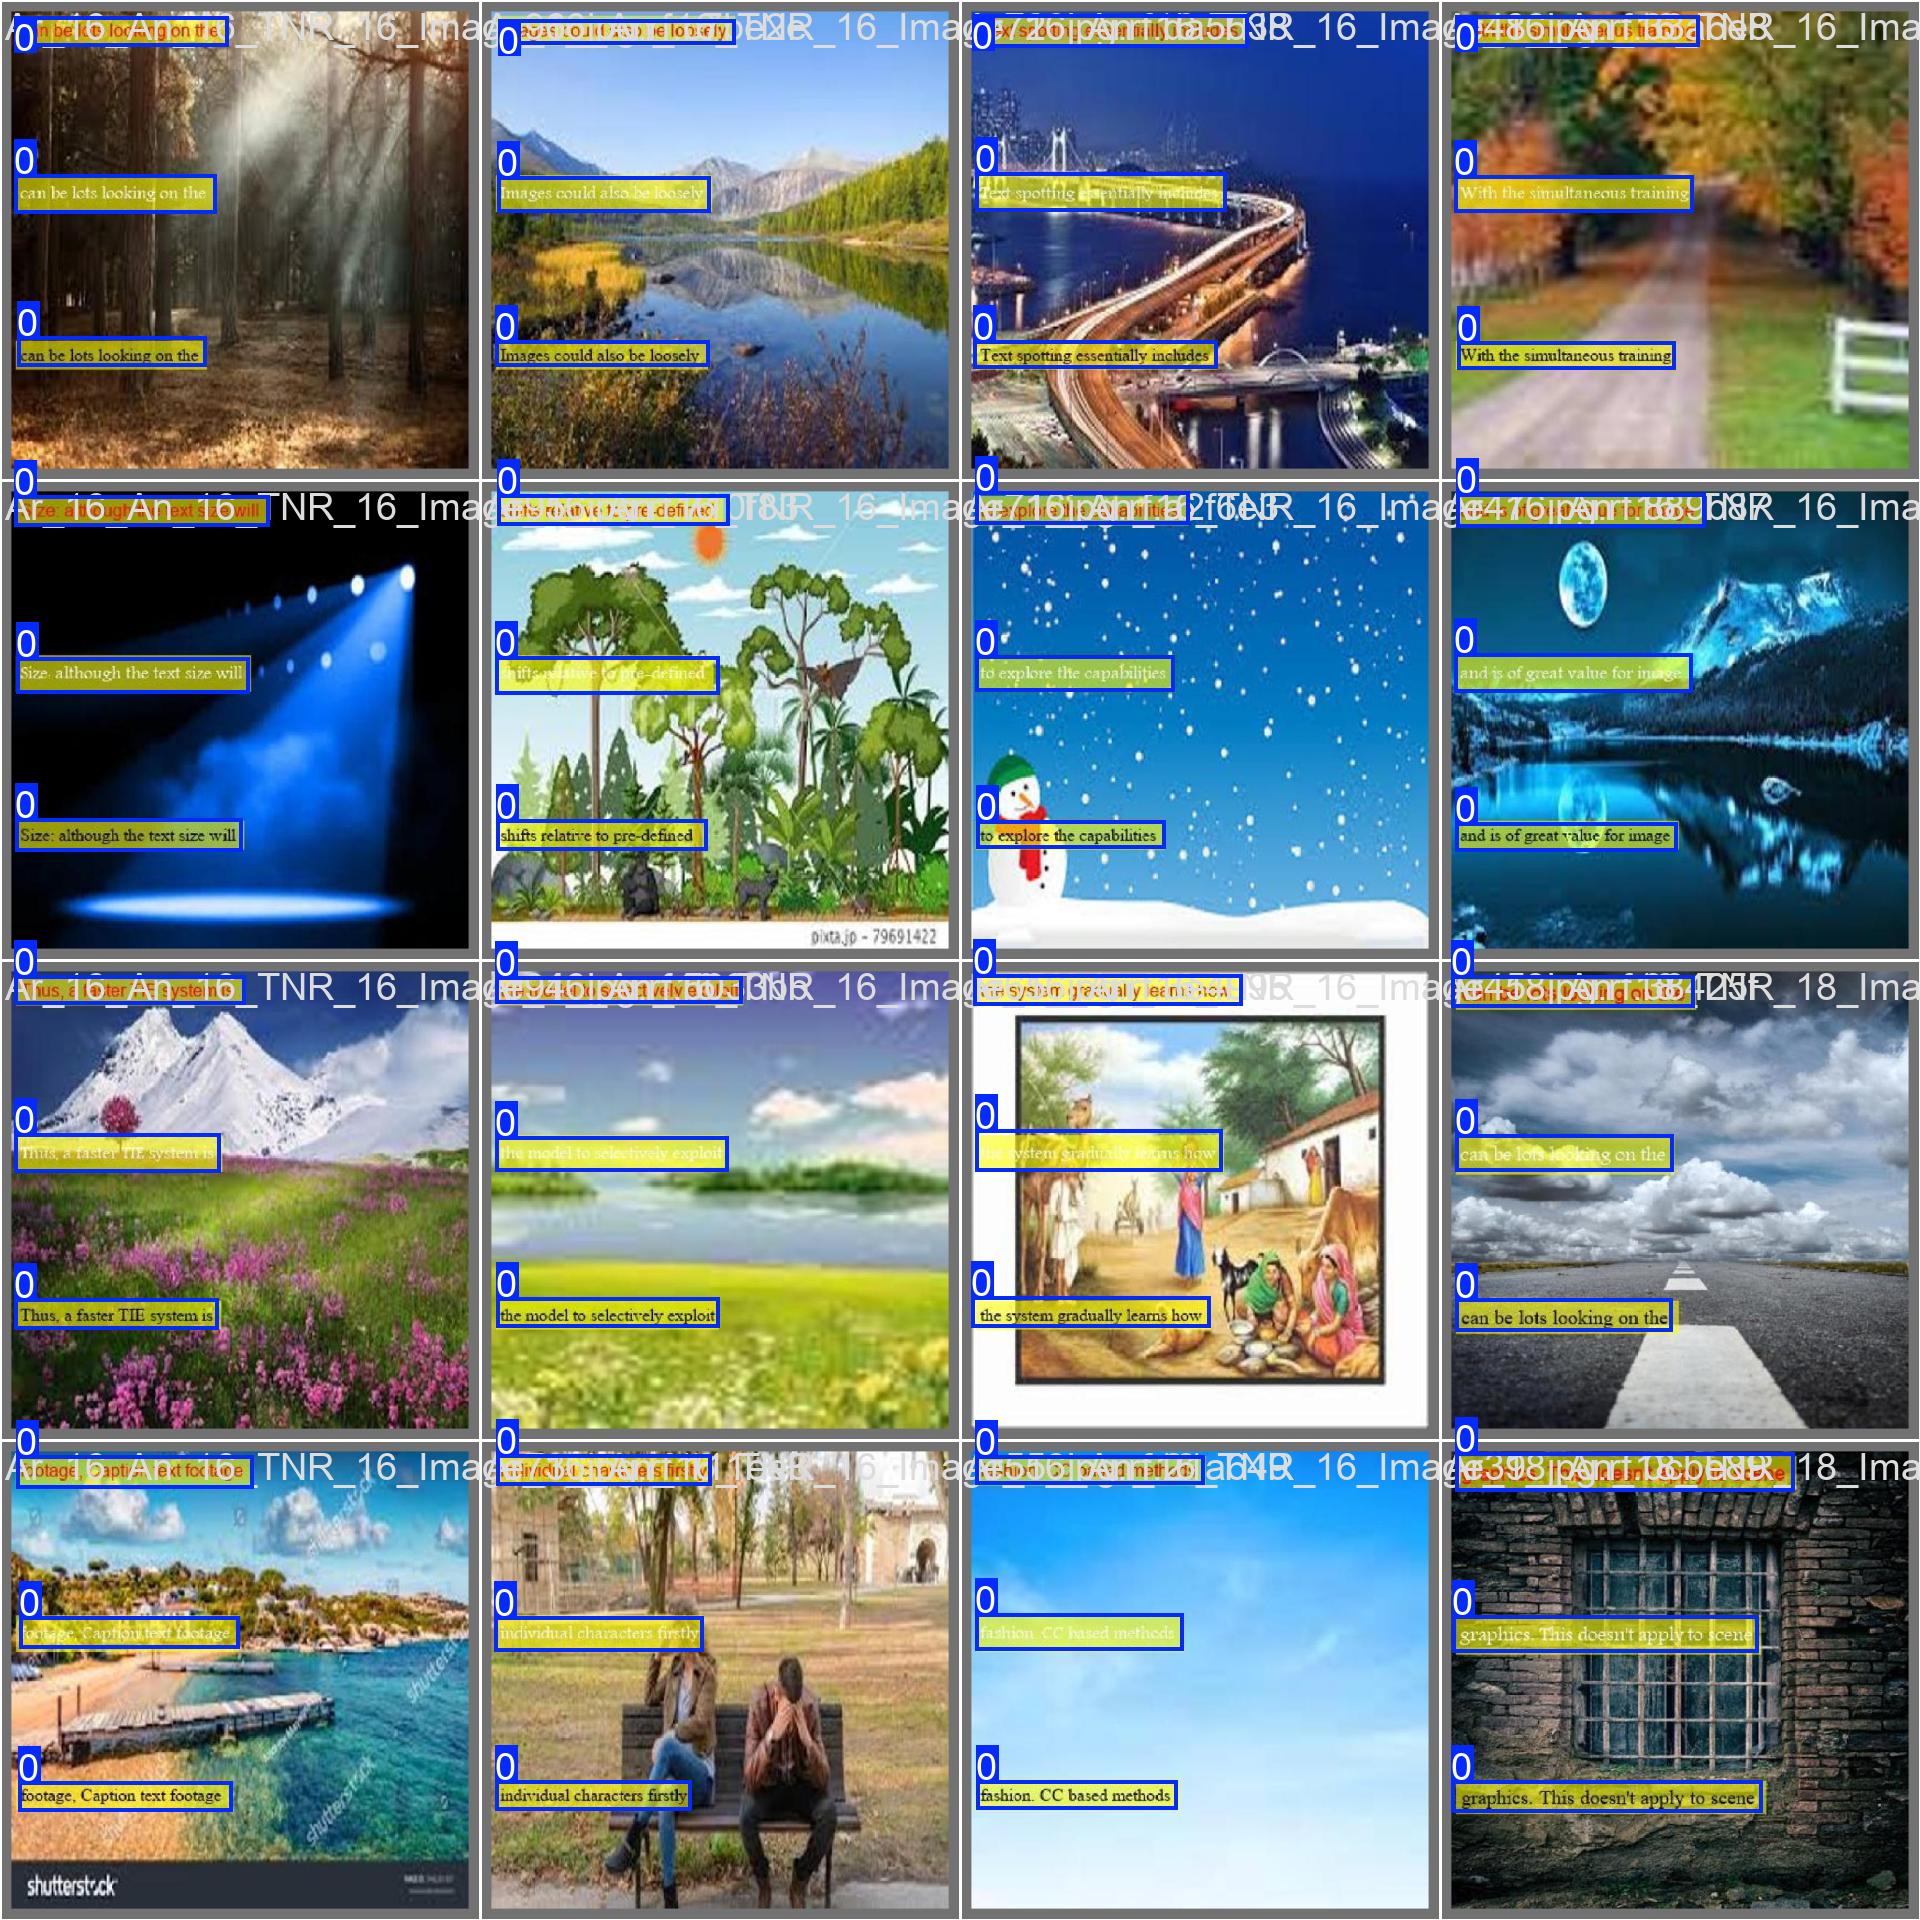 can be lots looking on the
0
can be lots looking on the
0
can be lots looking on the
0
Images could also be loosely
0
Images could also be loosely
0
Images could also be loosely
0
Text spotting essentially includes
0
Text spotting essentially includes
0
Text spotting essentially includes
0
With the simultaneous training
0
With the simultaneous training
0
With the simultaneous training
0
Ar_16_An_16_TNR_16_Imag
Size: although the text size will
0
Size: although the text size will
0
Size: although the text size will
0
shifts relative to pre-defined
0
shifts relative to pre-defined
0
shifts relative to pre-defined
pixta.jp - 79691422
0
to explore the capabilities
0
to explore the capabilities
0
to explore the capabilities
0
and is of great value for image
0
and is of great value for image
0
and is of great value for image
0
Ar_16_An_16_TNR_16_Imag
Thus, a faster TIE system is
0
Thus, a faster TIE system is
0
Thus, a faster TIE system is
0
the model to selectively exploit
0
the model to selectively exploit
0
the model to selectively exploit
0
the system gradually learns how
0
the system gradually learns how
0
the system gradually learns how
0
can be lots looking on the
0
can be lots looking on the
0
can be lots looking on the
0
Ar_16_An_16_TNR_16_Imag
footage, Caption text footage
0
footage, Caption text footage
0
footage, Caption text footage
shutterstock
0
individual characters firstly
0
individual characters firstly
0
individual characters firstly
0
fashion. CC based methods
0
fashion. CC based methods
0
fashion. CC based methods
0
graphics. This doesn't apply to scene
0
graphics. This doesn't apply to scene
0
graphics. This doesn't apply to scene